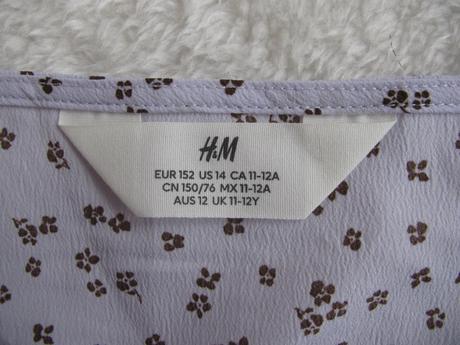 H&M
EUR 152 US 14 CA 11-12A
CN 150/76 MX 11-12A
AUS 12 UK 11-12Y